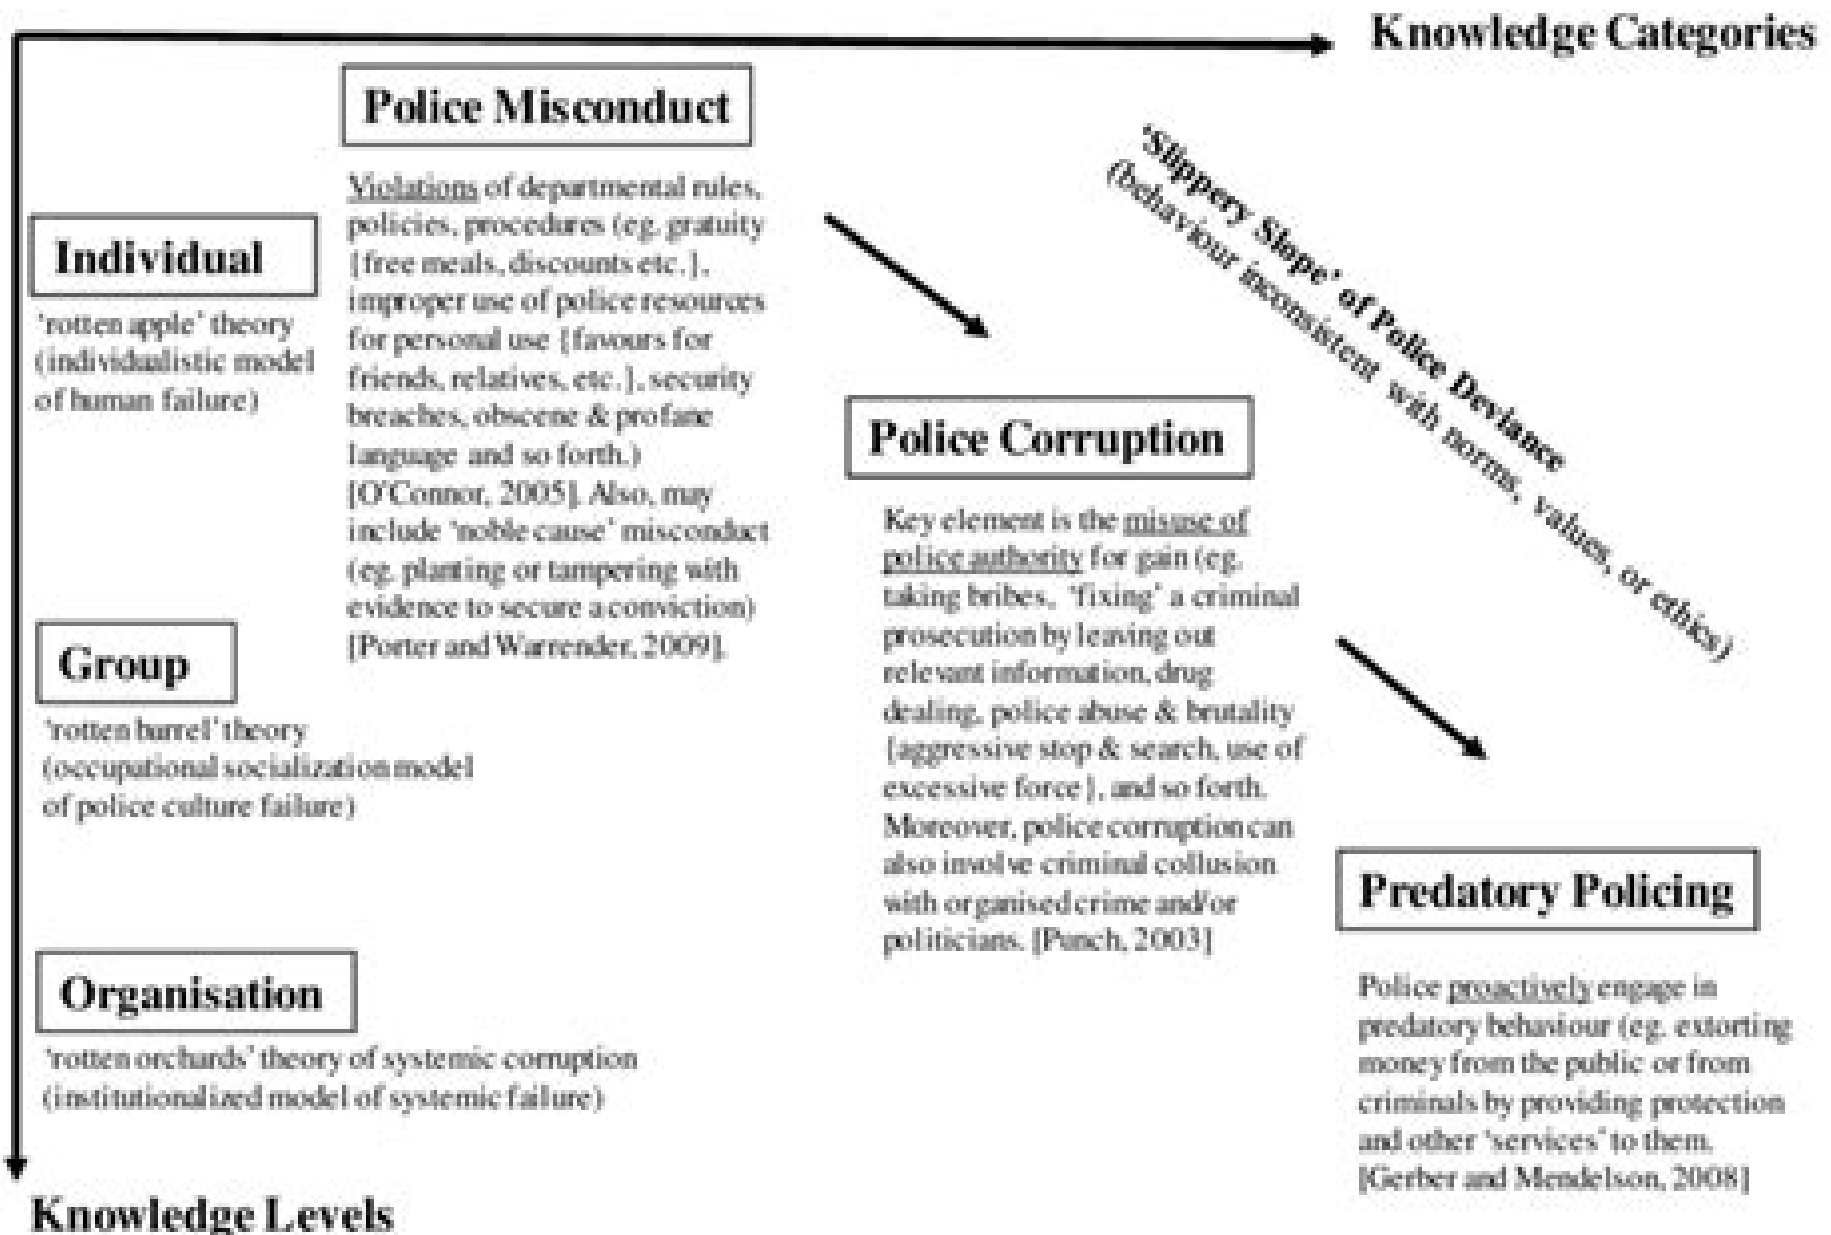 Knowledge Categories
Police Misconduct
Violations of departmental rules,
policies, procedures (eg. gratuity
{free meals, discounts etc.},
improper use of police resources
for personal use {favours for
friends, relatives, etc.}, security
breaches, obscene & profane
language and so forth.)
[O'Connor, 2005]. Also, may
include 'noble cause' misconduct
(eg. planting or tampering with
evidence to secure a conviction)
[Porter and Warrender, 2009].
'Slippery Slope' of Police Deviance
(behaviour inconsistent with norms, values, or ethics)
Individual
'rotten apple' theory
(individualistic model
of human failure)
Police Corruption
Key element is the misuse of
police authority for gain (eg.
taking bribes, 'fixing' a criminal
prosecution by leaving out
relevant information, drug
dealing, police abuse & brutality
{aggressive stop & search, use of
excessive force}, and so forth.
Moreover, police corruption can
also involve criminal collusion
with organised crime and/or
politicians. [Punch, 2003]
Group
'rotten barrel' theory
(occupational socialization model
of police culture failure)
Predatory Policing
Police proactively engage in
predatory behaviour (eg. extorting
money from the public or from
criminals by providing protection
and other 'services' to them.
[Gerber and Mendelson, 2008]
Organisation
'rotten orchards' theory of systemic corruption
(institutionalized model of systemic failure)
Knowledge Levels